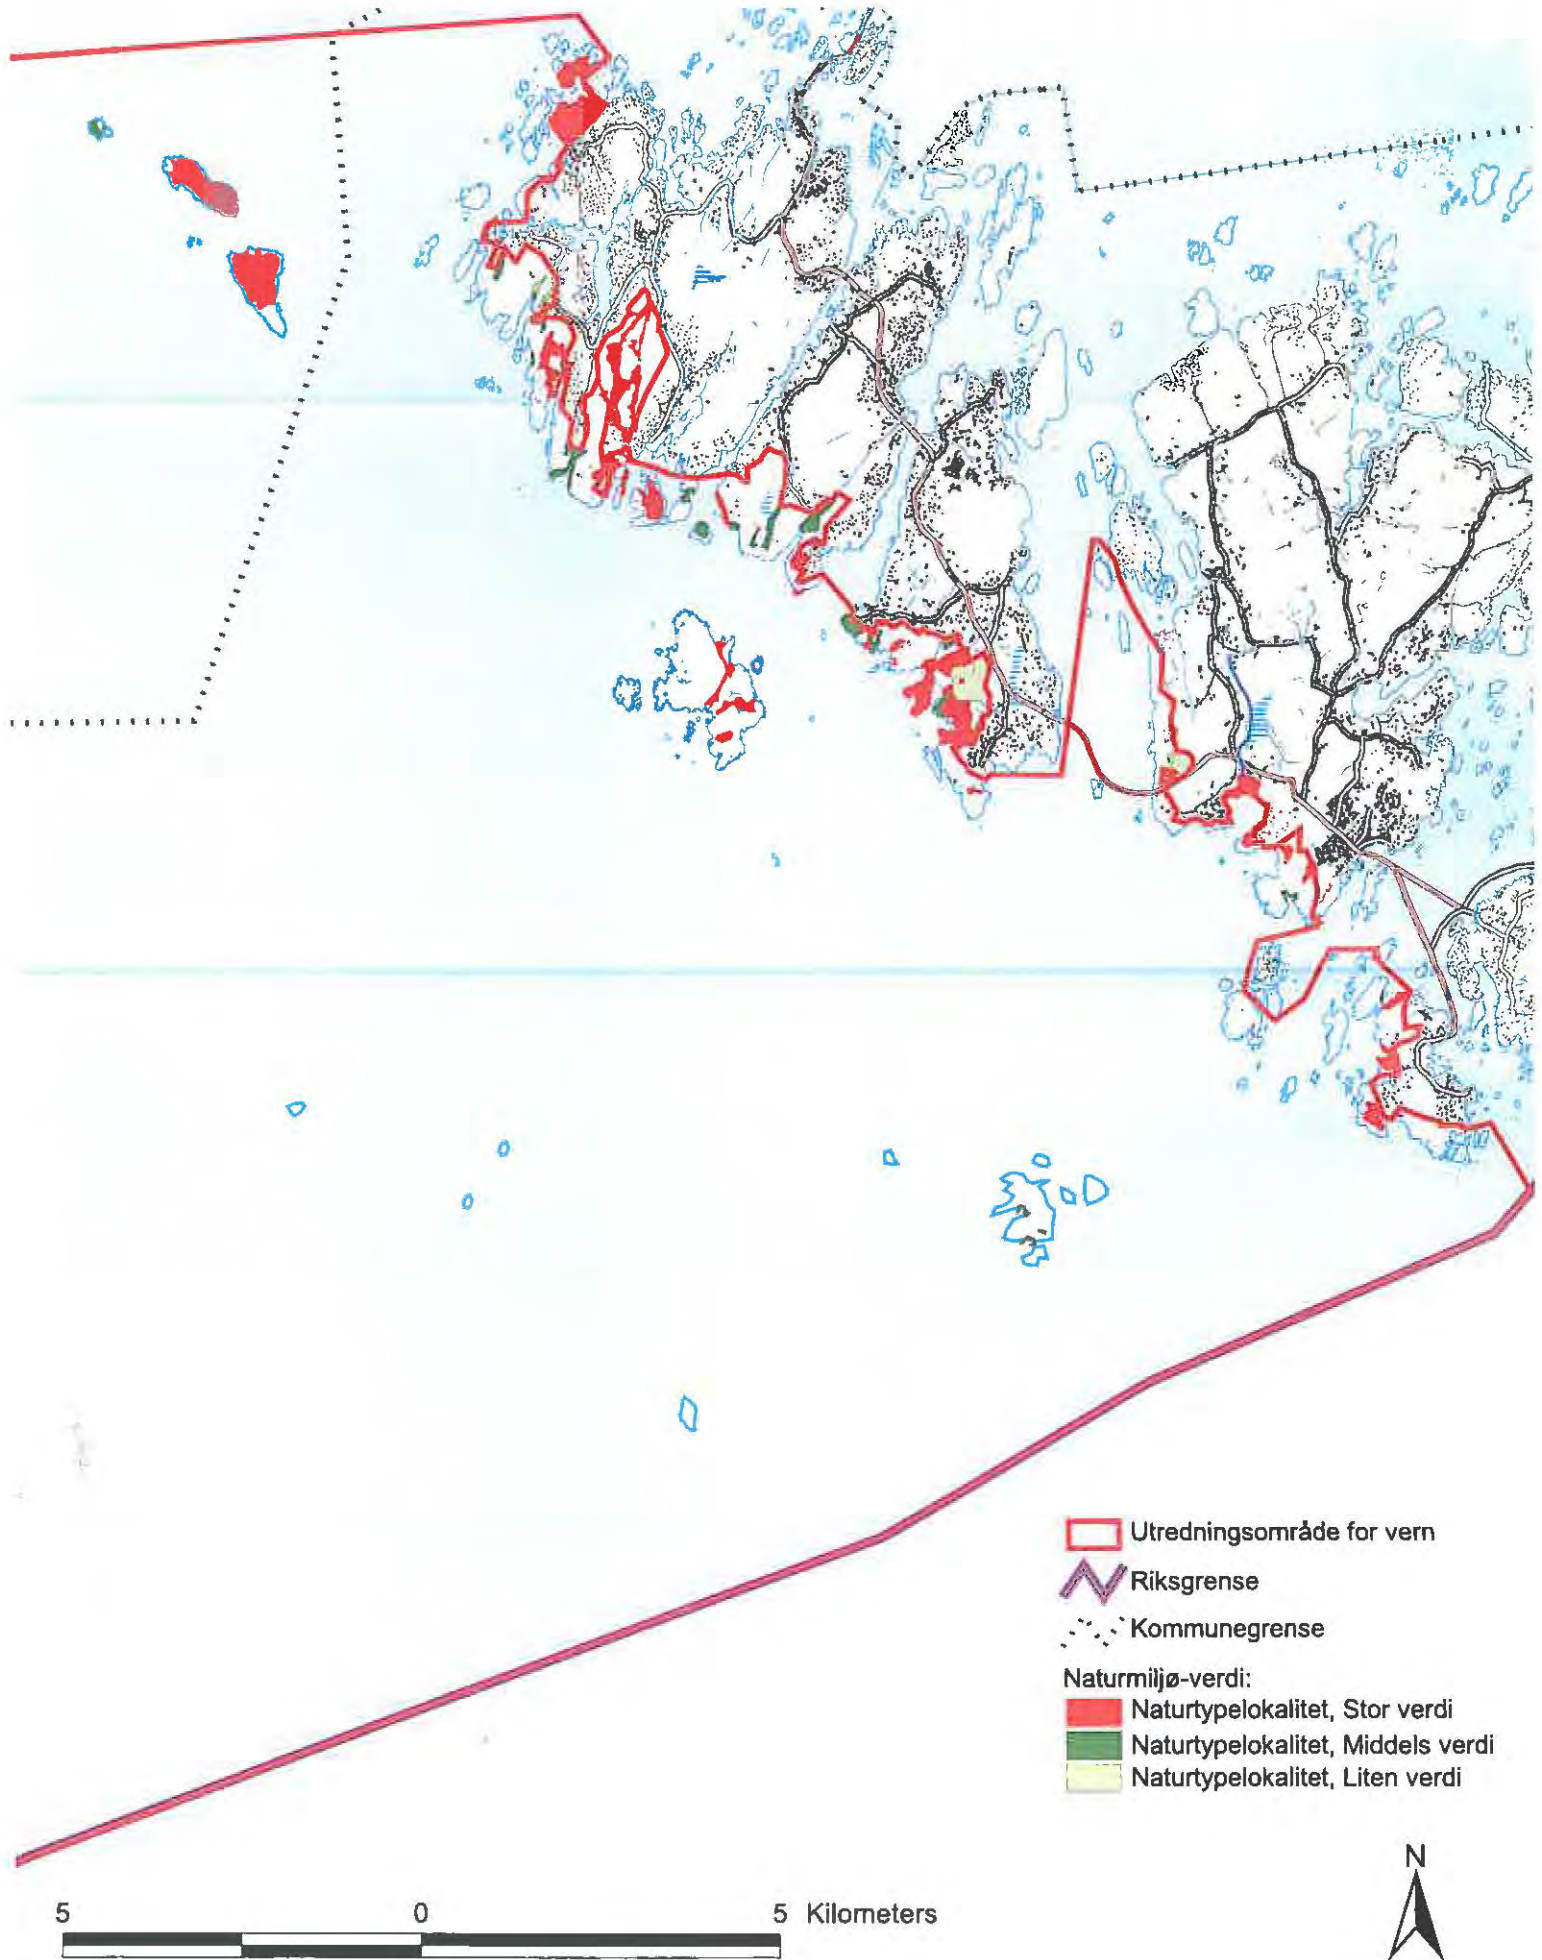 Utredningsområde for vern
Riksgrense
Kommunegrense
Naturmiljø-verdi:
Naturtypelokalitet, Stor verdi
Naturtypelokalitet, Middels verdi
Naturtypelokalitet, Liten verdi
N
5 0 5 Kilometers